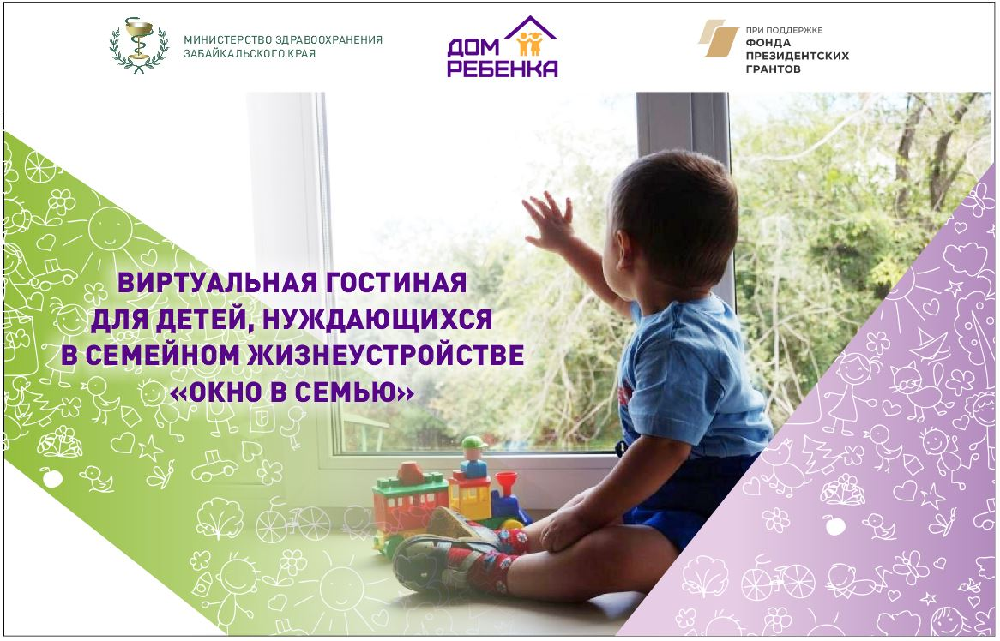 МИНИСТЕРСТВО ЗДРАВООХРАНЕНИЯ
ЗАБАЙКАЛЬСКОГО КРАЯ
ДОМ
РЕБЕНКА
ПРИ ПОДДЕРЖКЕ
ФОНДА
ПРЕЗИДЕНТСКИХ
ГРАНТОВ
ВИРТУАЛЬНАЯ ГОСТИНАЯ
ДЛЯ ДЕТЕЙ, НУЖДАЮЩИХСЯ
В СЕМЕЙНОМ ЖИЗНЕУСТРОЙСТВЕ
«ОКНО В СЕМЬЮ»